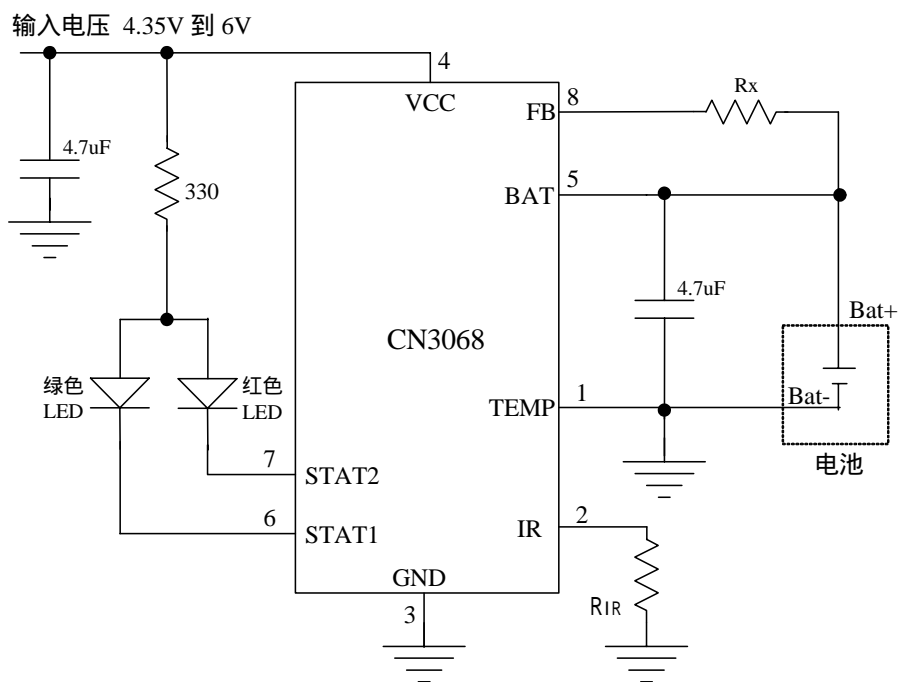 输入电压 4.35V 到 6V
4
VCC
8
FB
Rx
4.7uF
330
5
BAT
4.7uF
Bat+
CN3068
绿色
LED
红色
LED
1
TEMP
Bat-
电池
7
STAT2
6
STAT1
2
IR
GND
3
RIR